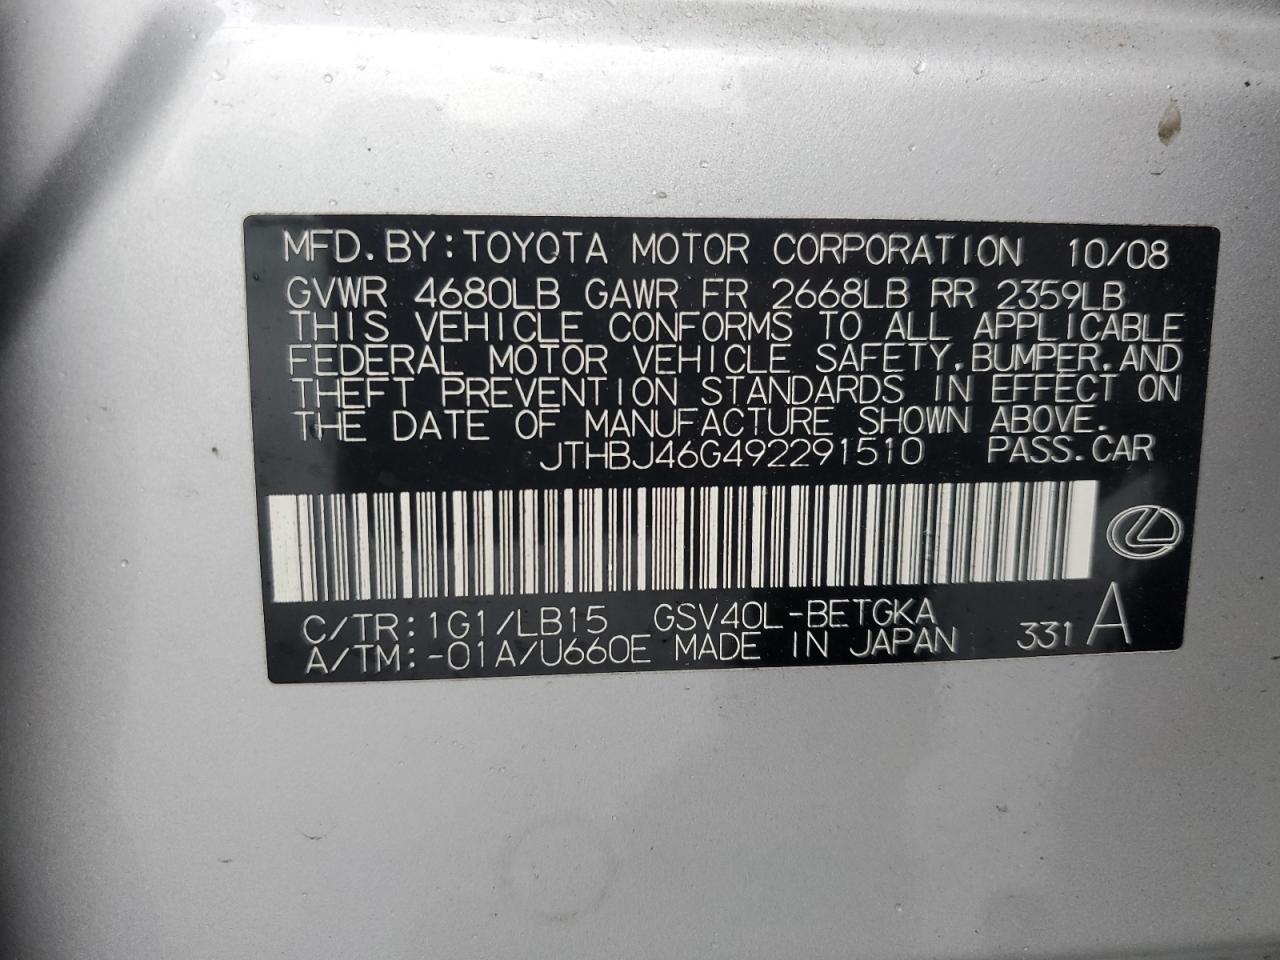 MFD.BY:TOYOTA MOTOR CORPORATION 10/08
GVWR 4680LB GAWR FR 2668LB RR 2359LB
THIS VEHICLE CONFORMS TO ALL APPLICABLE
FEDERAL MOTOR VEHICLE SAFETY,BUMPER,AND
THEFT PREVENTION STANDARDS IN EFFECT ON
THE DATE OF MANUFACTURE SHOWN ABOVE.
JTHBJ46G492291510 PASS.CAR
C/TR:1G1/LB15 GSV40L-BETGKA
A/TM:-01A/U660E MADE IN JAPAN 331 A